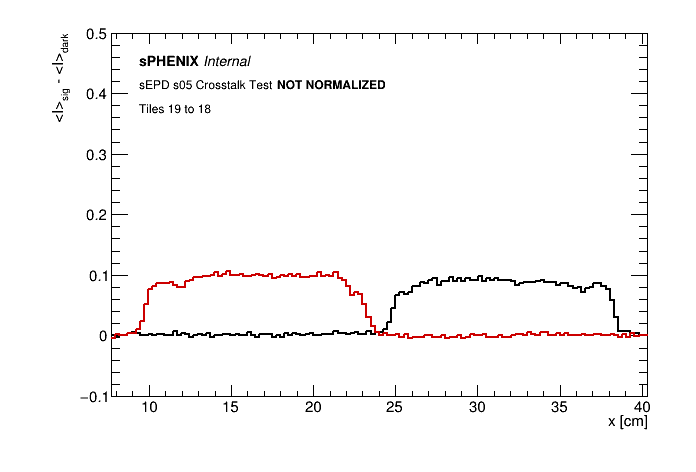 0.5
0.4
0.3
0.2
0.1
0
−0.1
<I>sig - <I>dark
sPHENIX Internal
sEPD s05 Crosstalk Test NOT NORMALIZED
Tiles 19 to 18
10 15 20 25 30 35 40
x [cm]